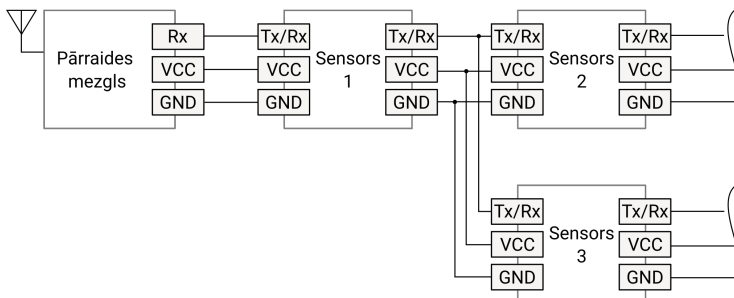 Pārraides
mezgls
Rx
VCC
GND
Tx/Rx
VCC
GND
Sensors
1
Tx/Rx
VCC
GND
Tx/Rx
VCC
GND
Sensors
2
Tx/Rx
VCC
GND
Tx/Rx
VCC
GND
Sensors
3
Tx/Rx
VCC
GND